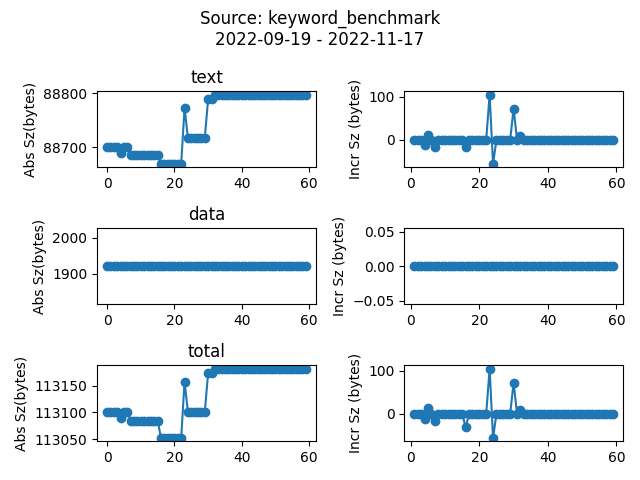 Source: keyword_benchmark
2022-09-19 - 2022-11-17
text
Abs Sz(bytes)
88800
88700
0 20 40 60
Incr Sz (bytes)
100
0
0 20 40 60
data
Abs Sz(bytes)
2000
1900
0 20 40 60
Incr Sz (bytes)
0.05
0.00
−0.05
0 20 40 60
total
Abs Sz(bytes)
113150
113100
113050
0 20 40 60
Incr Sz (bytes)
100
0
0 20 40 60